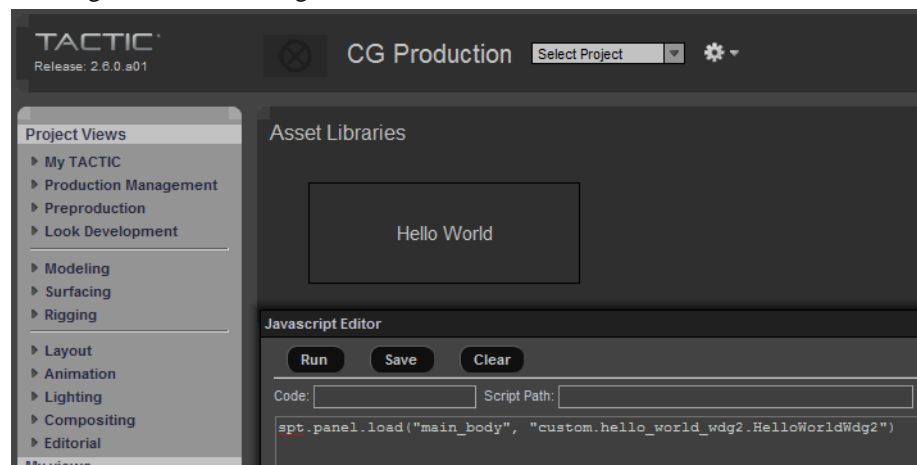 TACTIC
Release: 2.6.0.a01
CG Production
Select Project
Project Views
My TACTIC
Production Management
Preproduction
Look Development
Modeling
Surfacing
Rigging
Layout
Animation
Lighting
Compositing
Editorial
My views
Asset Libraries
Hello World
Javascript Editor
Run Save Clear
Code: Script Path:
spt.panel.load("main_body", "custom.hello_world_wdg2.HelloWorldWdg2")